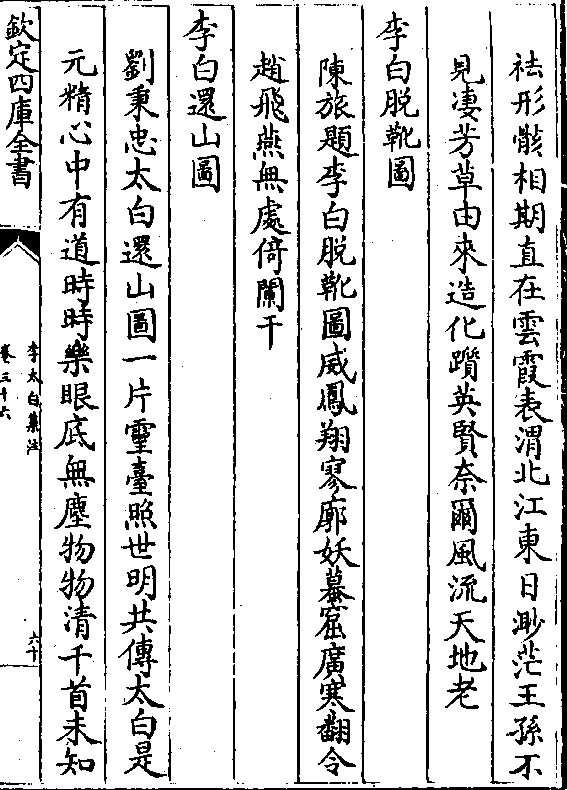 祛形骸相期直在雲霞表渭北江東日渺茫王孫不
見凄芳草由來造化躓英賢奈爾風流天地老
李白脫靴圖
陳旅題李白脫靴圖威鳳翔寥廓妖蟇窟廣寒翻令
趙飛燕無處倚闌干
李白還山圖
劉秉忠太白還山圖一片靈臺照世明共傳太白是
元精心中有道時時樂眼底無塵物物清千首未知
欽定四庫全書
李太白集注
卷三十六
六十